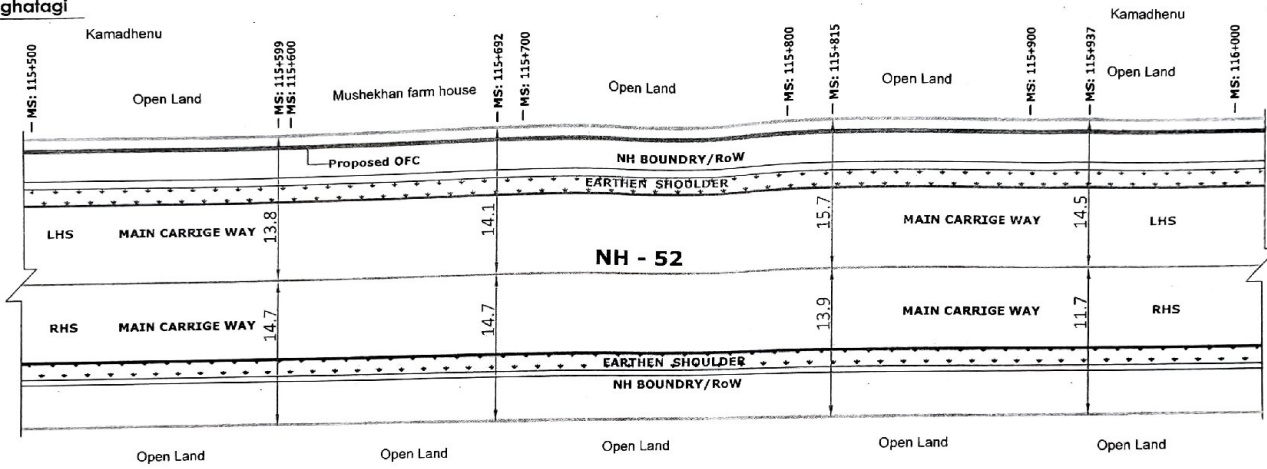 ghatagi
Kamadhenu
Kamadhenu
MS: 115+500
MS: 115+599
MS: 115+600
MS: 115+692
MS: 115+700
MS: 115+800
MS: 115+815
MS: 115+900
MS: 115+937
MS: 116+000
Open Land
Mushekhan farm house
Open Land
Open Land
Open Land
Proposed OFC
NH BOUNDRY/RoW
EARTHEN SHOULDER
LHS
MAIN CARRIGE WAY
13.8
14.1
15.7
MAIN CARRIGE WAY
14.5
LHS
NH - 52
RHS
MAIN CARRIGE WAY
14.7
14.7
13.9
MAIN CARRIGE WAY
11.7
RHS
EARTHEN SHOULDER
NH BOUNDRY/RoW
Open Land
Open Land
Open Land
Open Land
Open Land